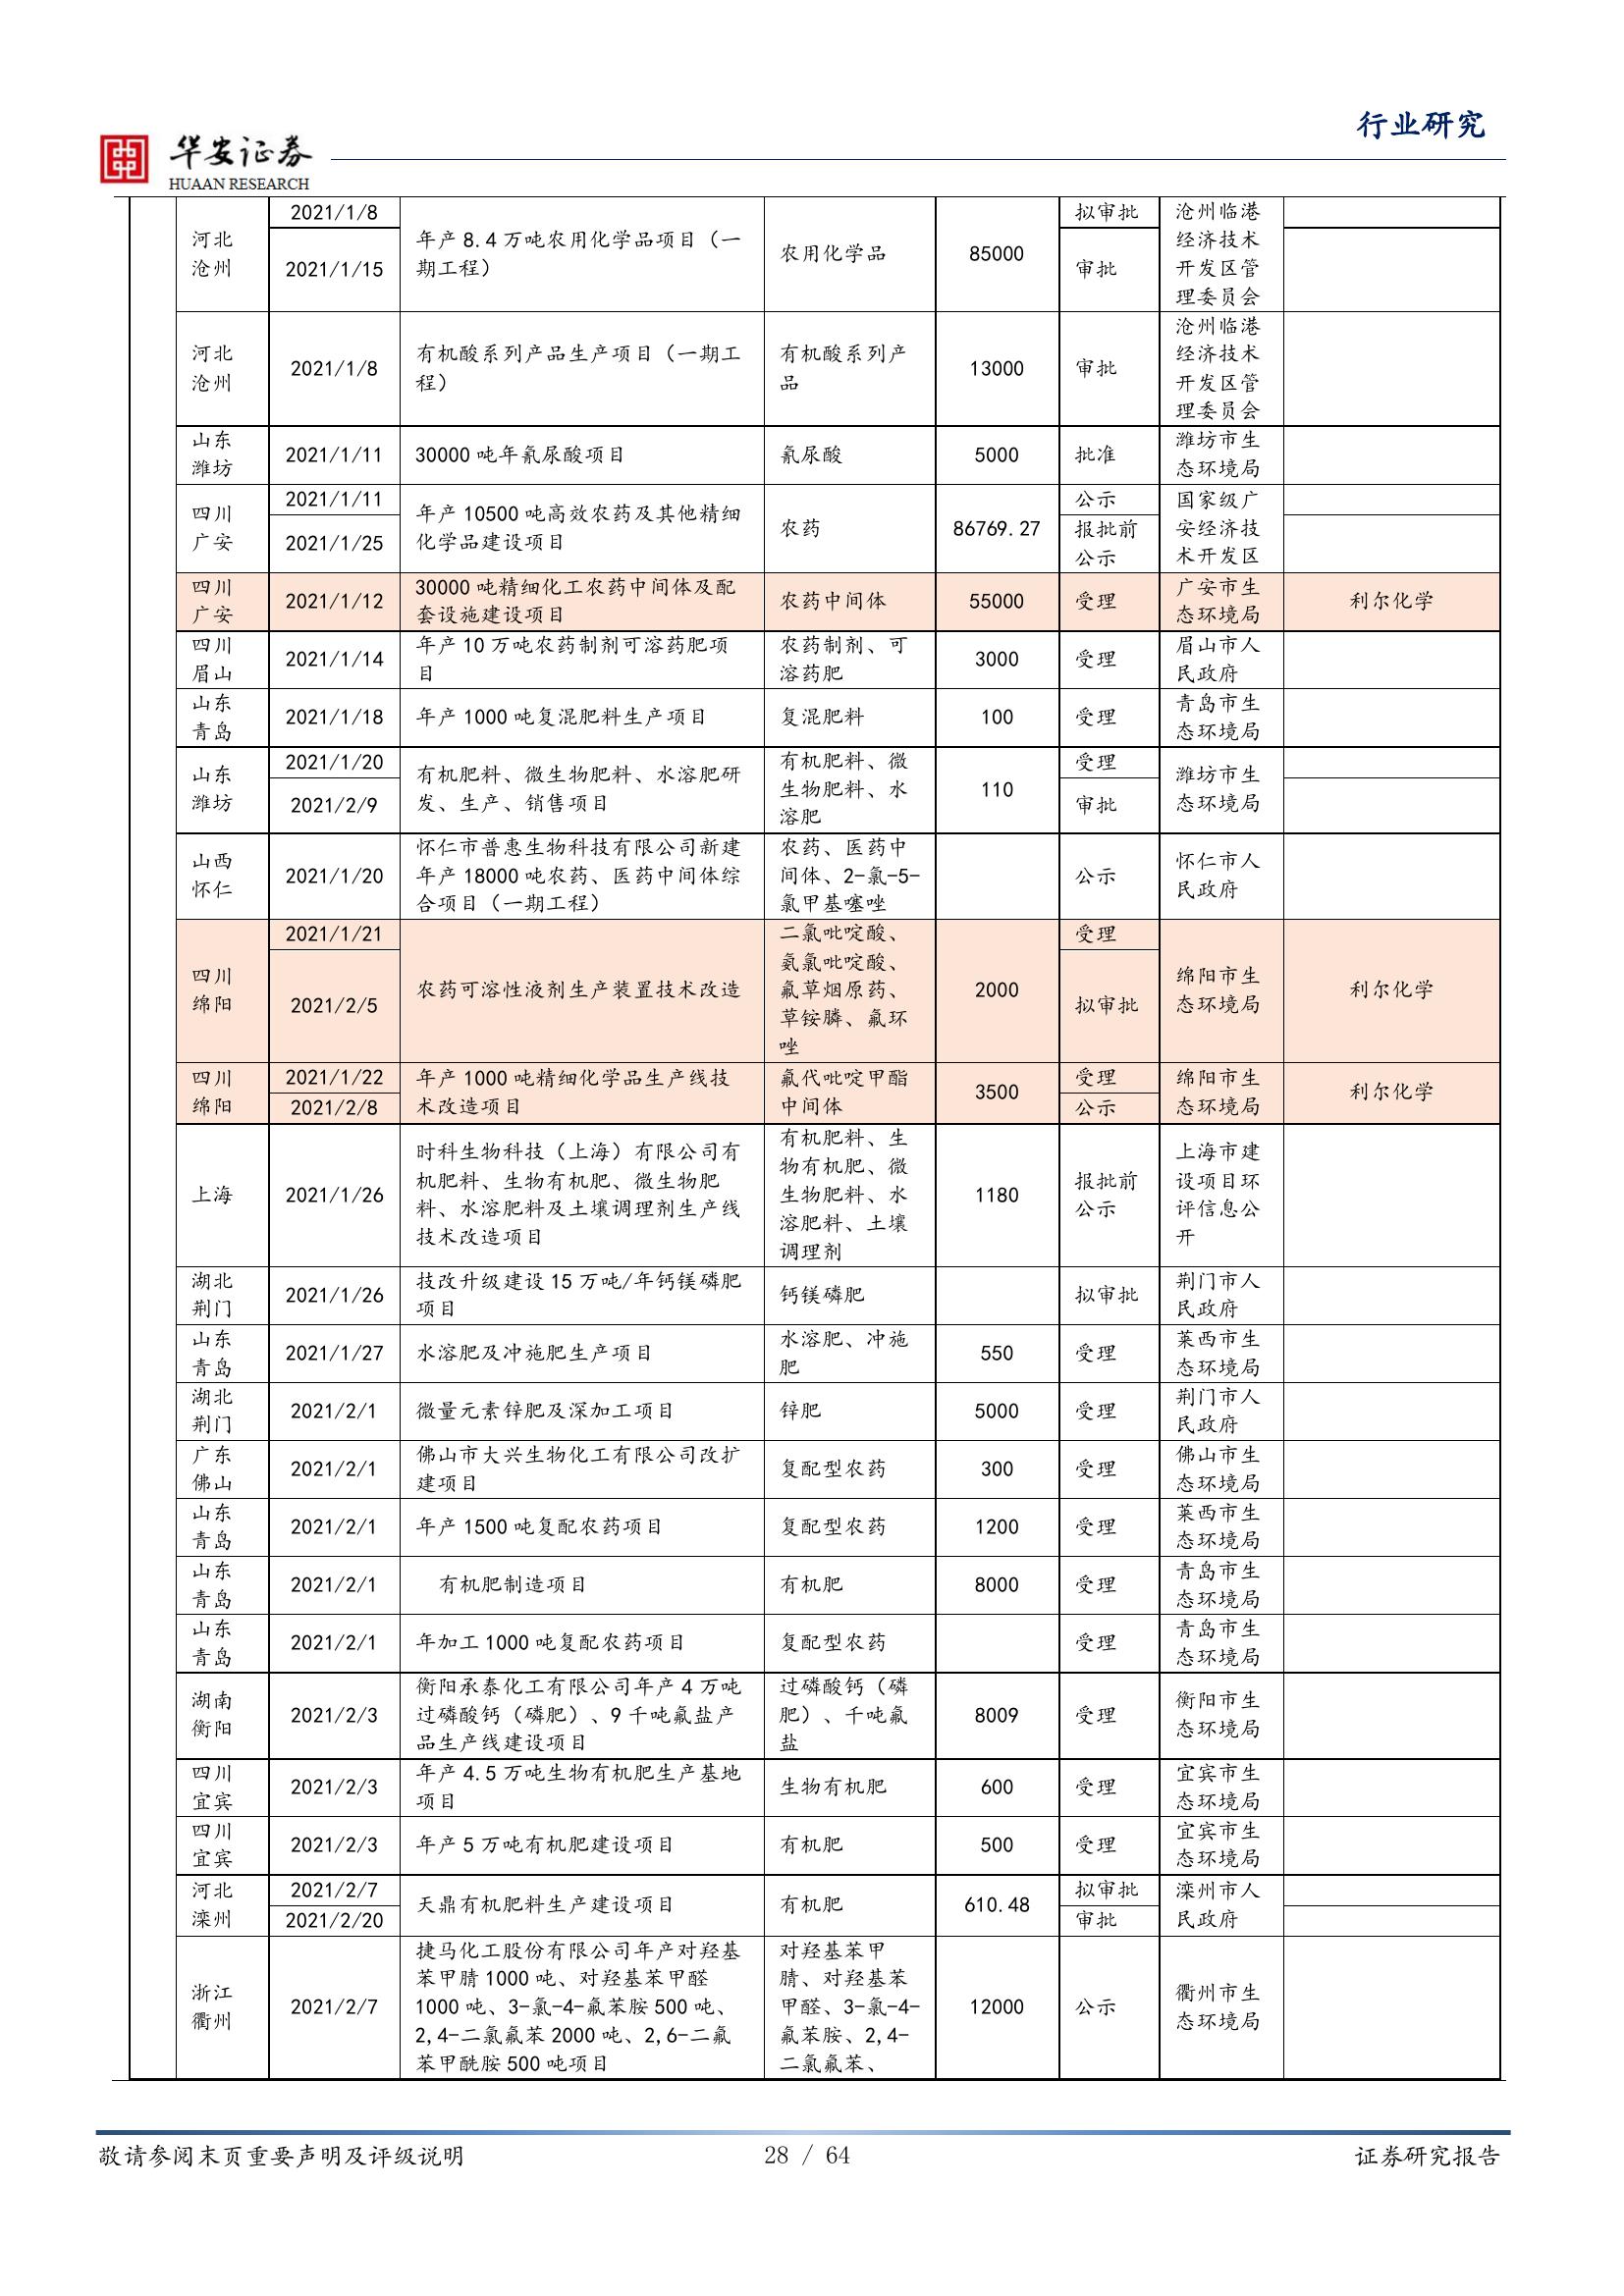 行业研究
华安证券
HUAAN RESEARCH
河北
沧州
2021/1/8
2021/1/15
年产 8.4 万吨农用化学品项目（一
期工程）
农用化学品
85000
拟审批
审批
沧州临港
经济技术
开发区管
理委员会
河北
沧州
2021/1/8
有机酸系列产品生产项目（一期工
程）
有机酸系列产
品
13000
审批
沧州临港
经济技术
开发区管
理委员会
山东
潍坊
2021/1/11
30000 吨年氰尿酸项目
氰尿酸
5000
批准
潍坊市生
态环境局
四川
广安
2021/1/11
2021/1/25
年产 10500 吨高效农药及其他精细
化学品建设项目
农药
86769.27
公示
报批前
公示
国家级广
安经济技
术开发区
四川
广安
2021/1/12
30000 吨精细化工农药中间体及配
套设施建设项目
农药中间体
55000
受理
广安市生
态环境局
利尔化学
四川
眉山
2021/1/14
年产 10 万吨农药制剂可溶药肥项
目
农药制剂、可
溶药肥
3000
受理
眉山市人
民政府
山东
青岛
2021/1/18
年产 1000 吨复混肥料生产项目
复混肥料
100
受理
青岛市生
态环境局
山东
潍坊
2021/1/20
2021/2/9
有机肥料、微生物肥料、水溶肥研
发、生产、销售项目
有机肥料、微
生物肥料、水
溶肥
110
受理
审批
潍坊市生
态环境局
山西
怀仁
2021/1/20
怀仁市普惠生物科技有限公司新建
年产 18000 吨农药、医药中间体综
合项目（一期工程）
农药、医药中
间体、2-氯-5-
氯甲基噻唑
公示
怀仁市人
民政府
四川
绵阳
2021/1/21
2021/2/5
农药可溶性液剂生产装置技术改造
二氯吡啶酸、
氨氯吡啶酸、
氟草烟原药、
草铵膦、氟环
唑
2000
受理
拟审批
绵阳市生
态环境局
利尔化学
四川
绵阳
2021/1/22
2021/2/8
年产 1000 吨精细化学品生产线技
术改造项目
氟代吡啶甲酯
中间体
3500
受理
公示
绵阳市生
态环境局
利尔化学
上海
2021/1/26
时科生物科技（上海）有限公司有
机肥料、生物有机肥、微生物肥
料、水溶肥料及土壤调理剂生产线
技术改造项目
有机肥料、生
物有机肥、微
生物肥料、水
溶肥料、土壤
调理剂
1180
报批前
公示
上海市建
设项目环
评信息公
开
湖北
荆门
2021/1/26
技改升级建设 15 万吨/年钙镁磷肥
项目
钙镁磷肥
拟审批
荆门市人
民政府
山东
青岛
2021/1/27
水溶肥及冲施肥生产项目
水溶肥、冲施
肥
550
受理
莱西市生
态环境局
湖北
荆门
2021/2/1
微量元素锌肥及深加工项目
锌肥
5000
受理
荆门市人
民政府
广东
佛山
2021/2/1
佛山市大兴生物化工有限公司改扩
建项目
复配型农药
300
受理
佛山市生
态环境局
山东
青岛
2021/2/1
年产 1500 吨复配农药项目
复配型农药
1200
受理
莱西市生
态环境局
山东
青岛
2021/2/1
有机肥制造项目
有机肥
8000
受理
青岛市生
态环境局
山东
青岛
2021/2/1
年加工 1000 吨复配农药项目
复配型农药
受理
青岛市生
态环境局
湖南
衡阳
2021/2/3
衡阳承泰化工有限公司年产 4 万吨
过磷酸钙（磷肥）、9 千吨氟盐产
品生产线建设项目
过磷酸钙（磷
肥）、千吨氟
盐
8009
受理
衡阳市生
态环境局
四川
宜宾
2021/2/3
年产 4.5 万吨生物有机肥生产基地
项目
生物有机肥
600
受理
宜宾市生
态环境局
四川
宜宾
2021/2/3
年产 5 万吨有机肥建设项目
有机肥
500
受理
宜宾市生
态环境局
河北
滦州
2021/2/7
2021/2/20
天鼎有机肥料生产建设项目
有机肥
610.48
拟审批
审批
滦州市人
民政府
浙江
衢州
2021/2/7
捷马化工股份有限公司年产对羟基
苯甲腈 1000 吨、对羟基苯甲醛
1000 吨、3-氯-4-氟苯胺 500 吨、
2,4-二氯氟苯 2000 吨、2,6-二氟
苯甲酰胺 500 吨项目
对羟基苯甲
腈、对羟基苯
甲醛、3-氯-4-
氟苯胺、2,4-
二氯氟苯、
12000
公示
衢州市生
态环境局
敬请参阅末页重要声明及评级说明
28 / 64
证券研究报告